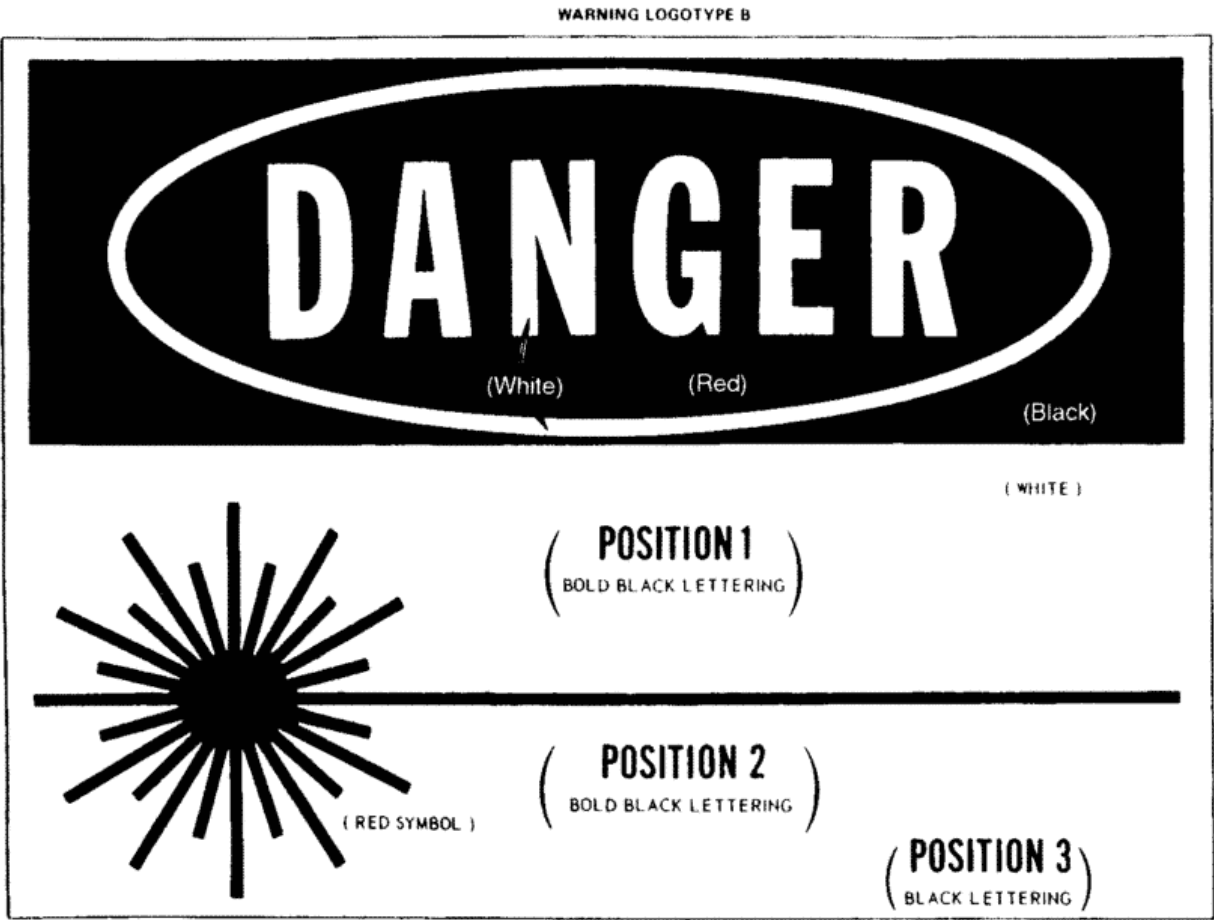 WARNING LOGOTYPE B
DANGER
(White)
(Red)
(Black)
( WHITE )
( POSITION 1
BOLD BLACK LETTERING )
( POSITION 2
BOLD BLACK LETTERING )
( RED SYMBOL )
( POSITION 3
BLACK LETTERING )